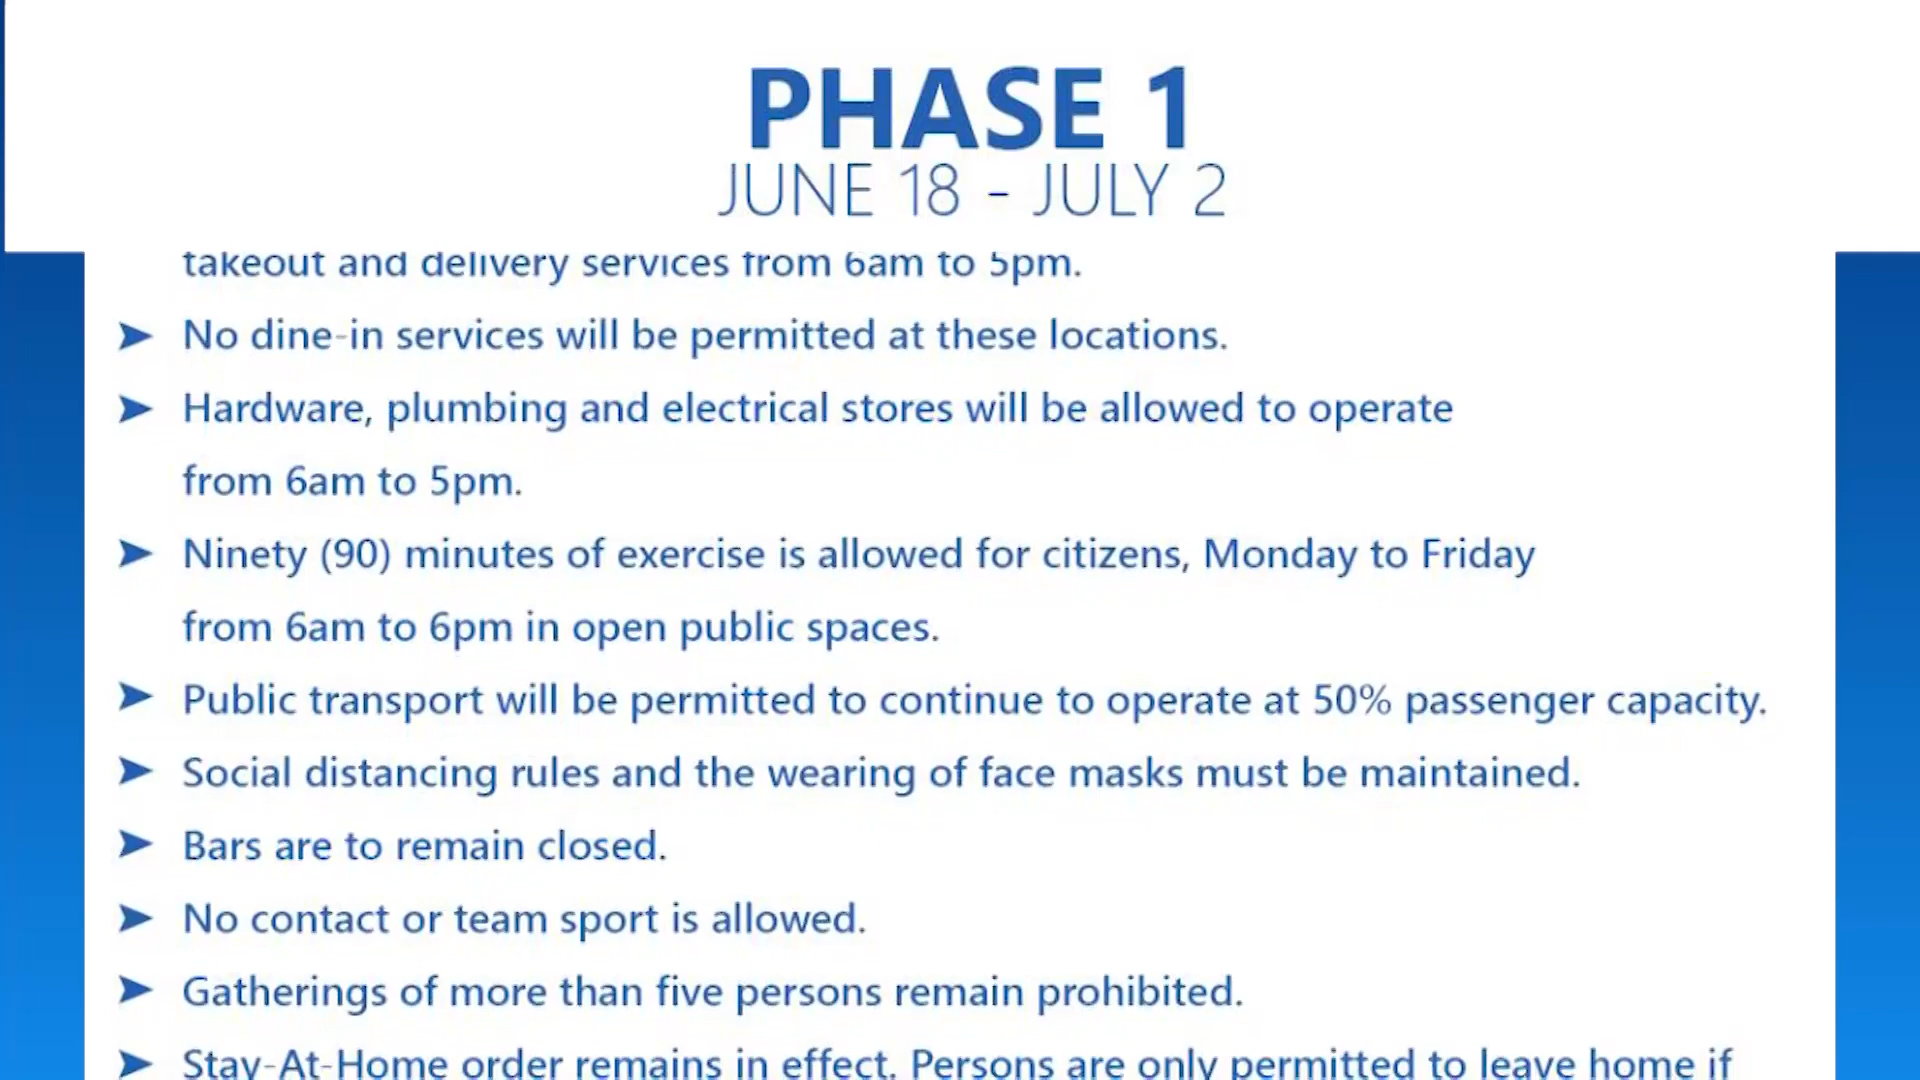 PHASE 1
JUNE 18 - JULY 2
takeout and delivery services from 6am to 5pm.
➤ No dine-in services will be permitted at these locations.
➤ Hardware, plumbing and electrical stores will be allowed to operate
from 6am to 5pm.
➤ Ninety (90) minutes of exercise is allowed for citizens, Monday to Friday
from 6am to 6pm in open public spaces.
➤ Public transport will be permitted to continue to operate at 50% passenger capacity.
➤ Social distancing rules and the wearing of face masks must be maintained.
➤ Bars are to remain closed.
➤ No contact or team sport is allowed.
➤ Gatherings of more than five persons remain prohibited.
➤ Stay-At-Home order remains in effect. Persons are only permitted to leave home if